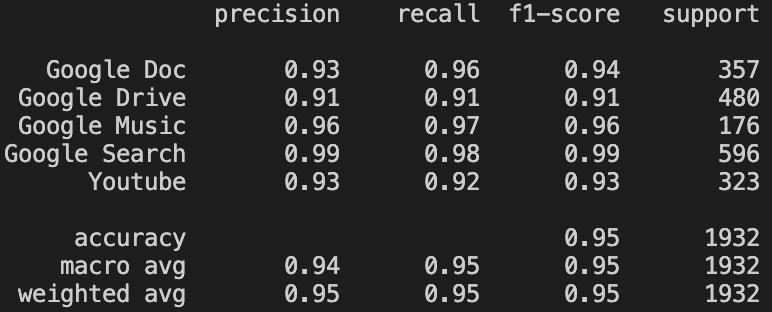 precision recall f1-score support
Google Doc 0.93 0.96 0.94 357
Google Drive 0.91 0.91 0.91 480
Google Music 0.96 0.97 0.96 176
Google Search 0.99 0.98 0.99 596
Youtube 0.93 0.92 0.93 323
accuracy 0.95 1932
macro avg 0.94 0.95 0.95 1932
weighted avg 0.95 0.95 0.95 1932